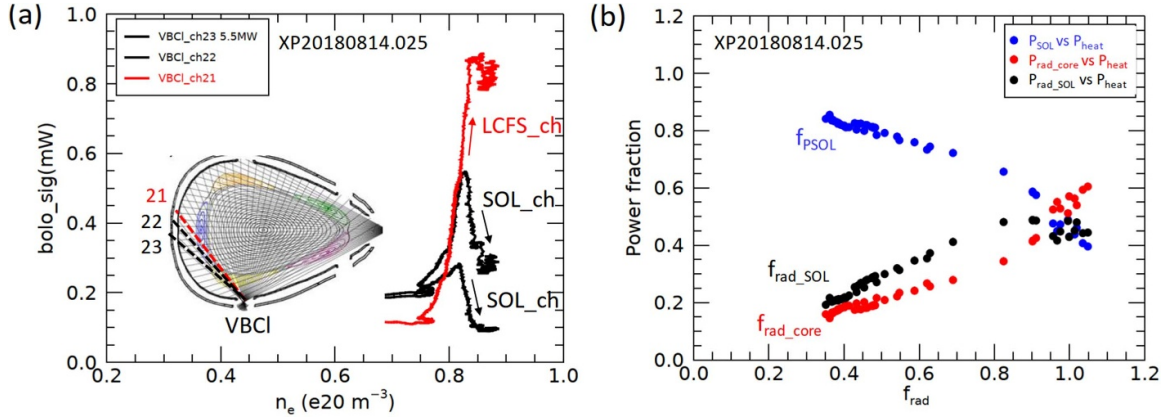 (a)
VBCl_ch23 5.5MW
VBCl_ch22
VBCl_ch21
XP20180814.025
LCFS_ch
SOL_ch
SOL_ch
21
22
23
VBCl
bolo_sig(mW)
1.0
0.8
0.6
0.4
0.2
0.0
0.2 0.4 0.6 0.8 1.0
n_e (e20 m⁻³)
(b)
XP20180814.025
P_SOL vs P_heat
P_rad_core vs P_heat
P_rad_SOL vs P_heat
f_PSOL
f_rad_SOL
f_rad_core
Power fraction
1.2
1.0
0.8
0.6
0.4
0.2
0.0
0.0 0.2 0.4 0.6 0.8 1.0 1.2
f_rad